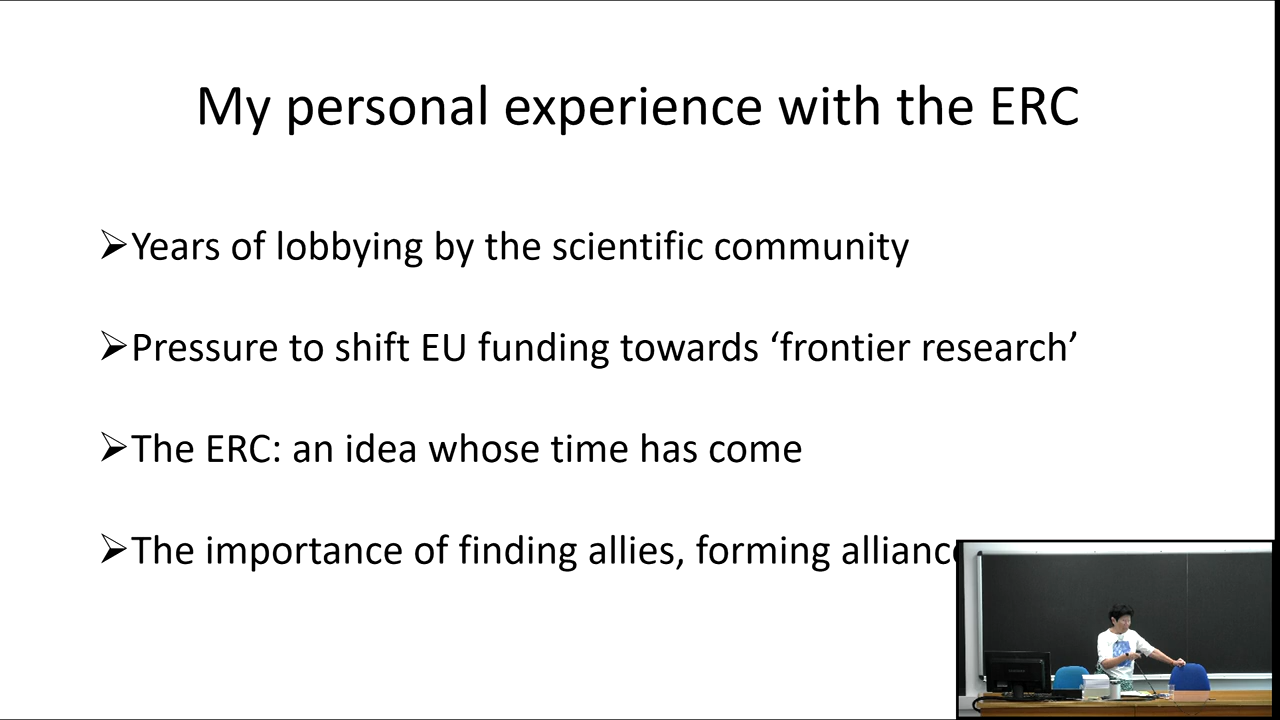 My personal experience with the ERC
➢Years of lobbying by the scientific community
➢Pressure to shift EU funding towards ‘frontier research’
➢The ERC: an idea whose time has come
➢The importance of finding allies, forming